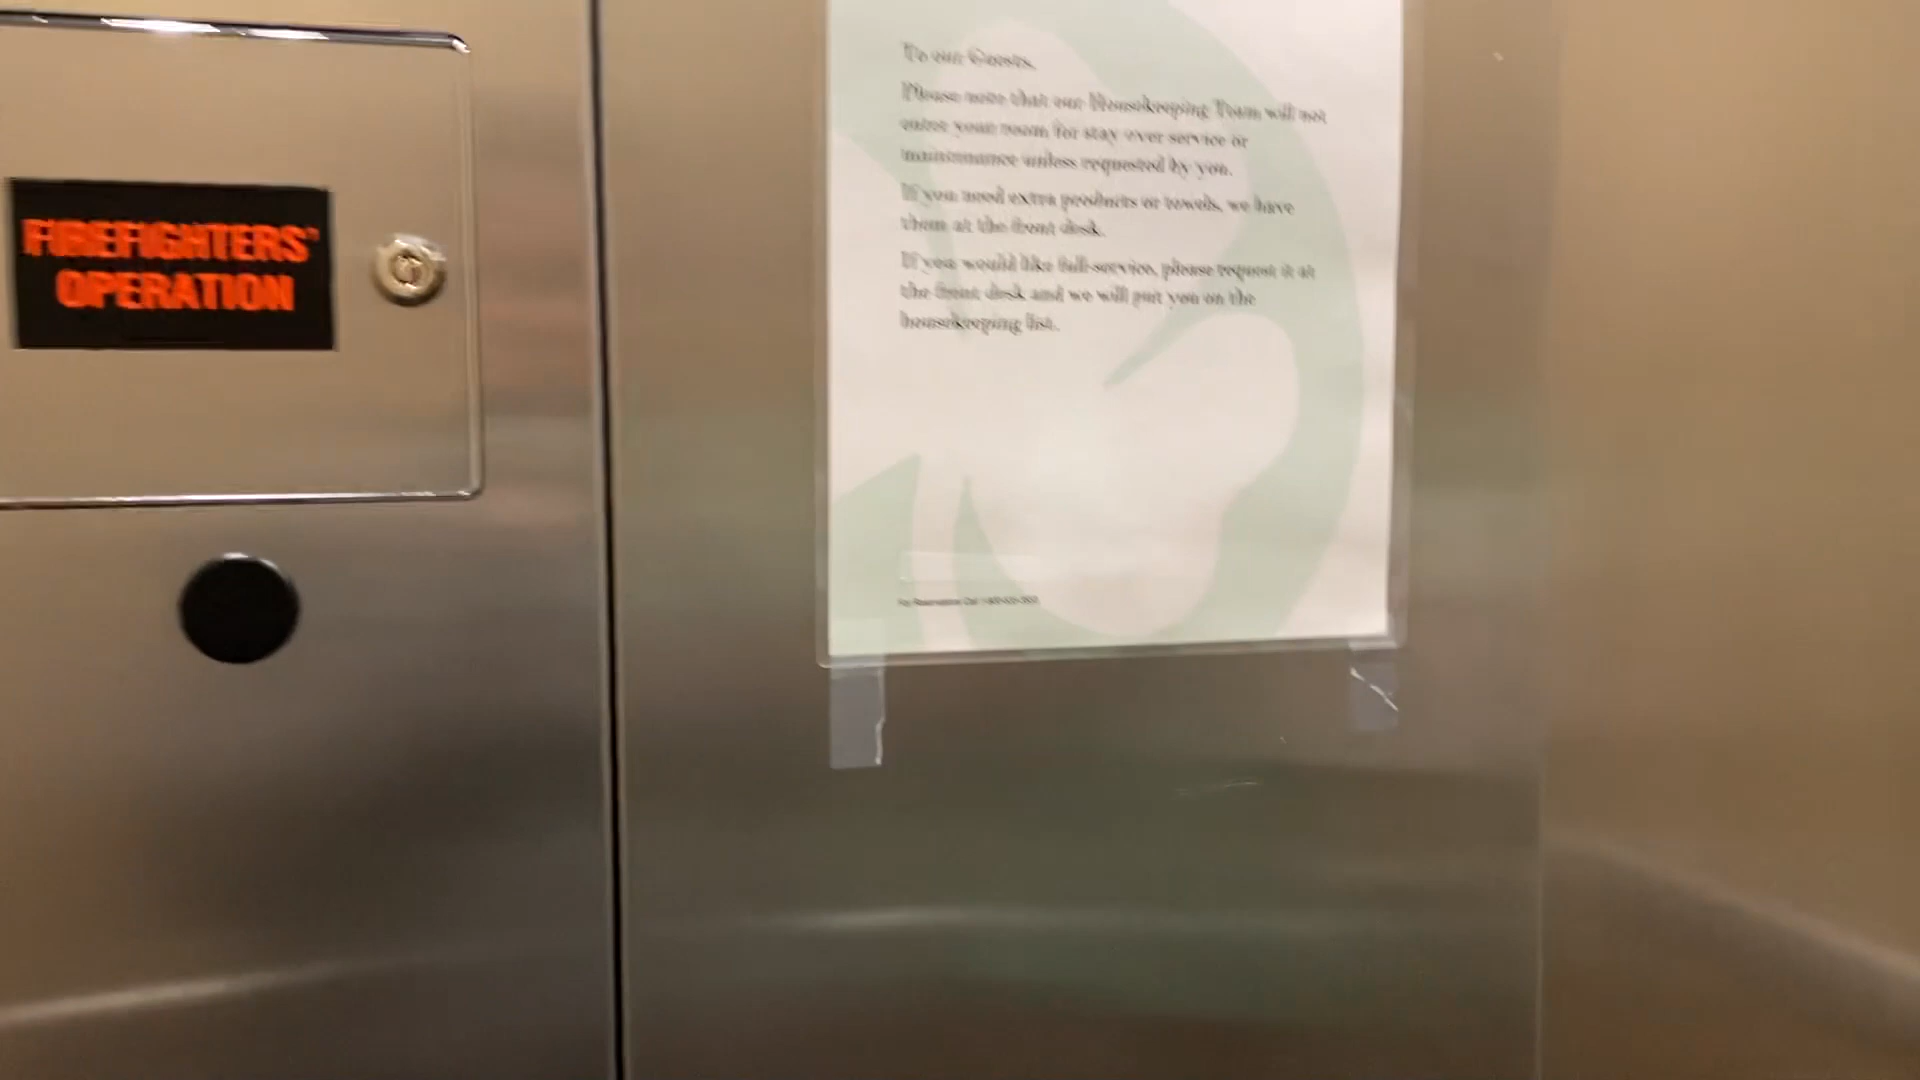 FIREFIGHTERS'
OPERATION
To our Guests,
Please note that our Housekeeping Team will not
enter your room for stay over service or
maintenance unless requested by you.
If you need extra products or towels, we have
them at the front desk.
If you would like full-service, please request it at
the front desk and we will put you on the
housekeeping list.
For Reservations Call